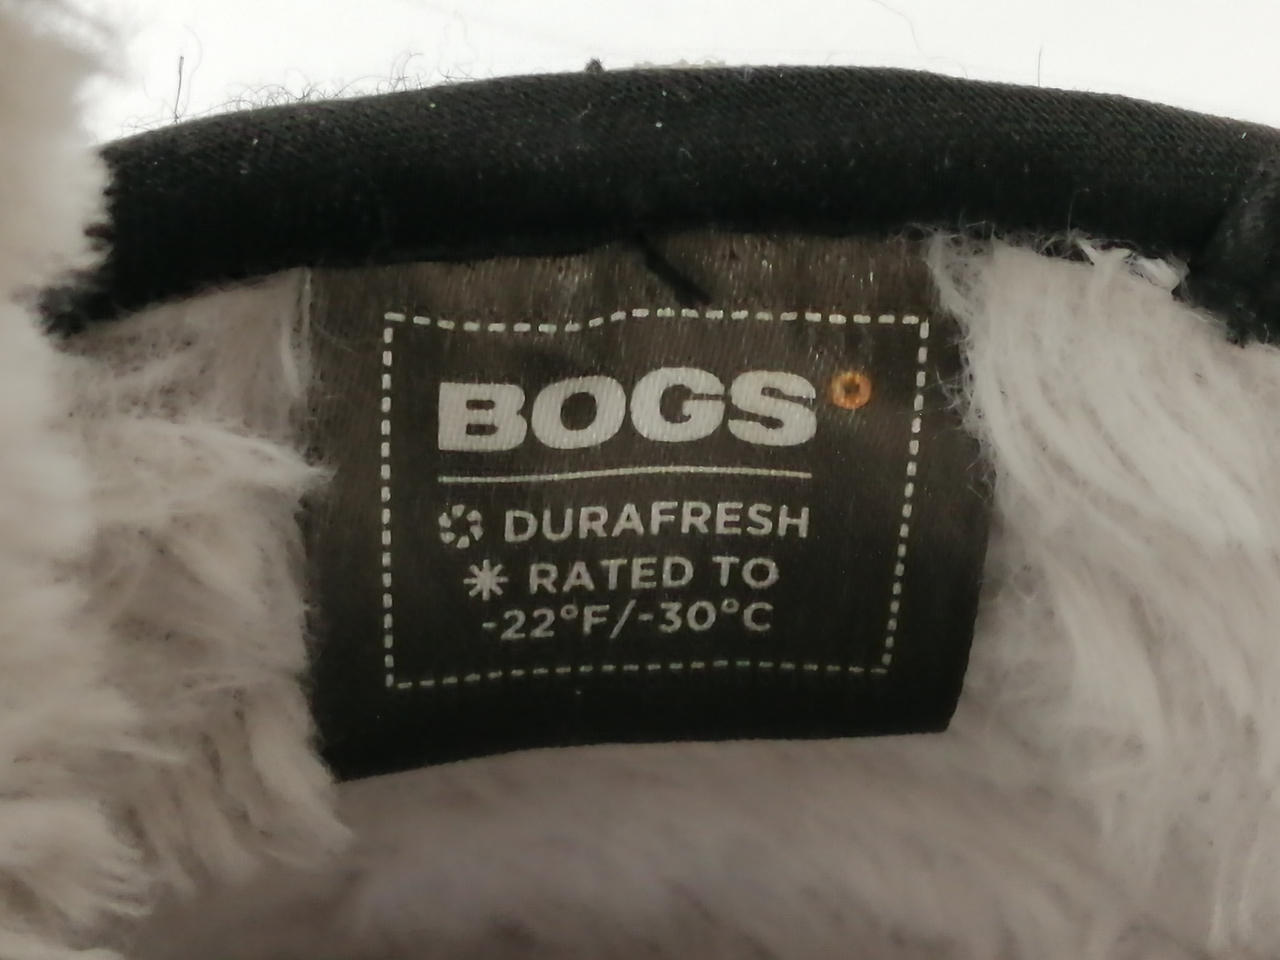 BOGS
DURAFRESH
RATED TO
-22°F/-30°C